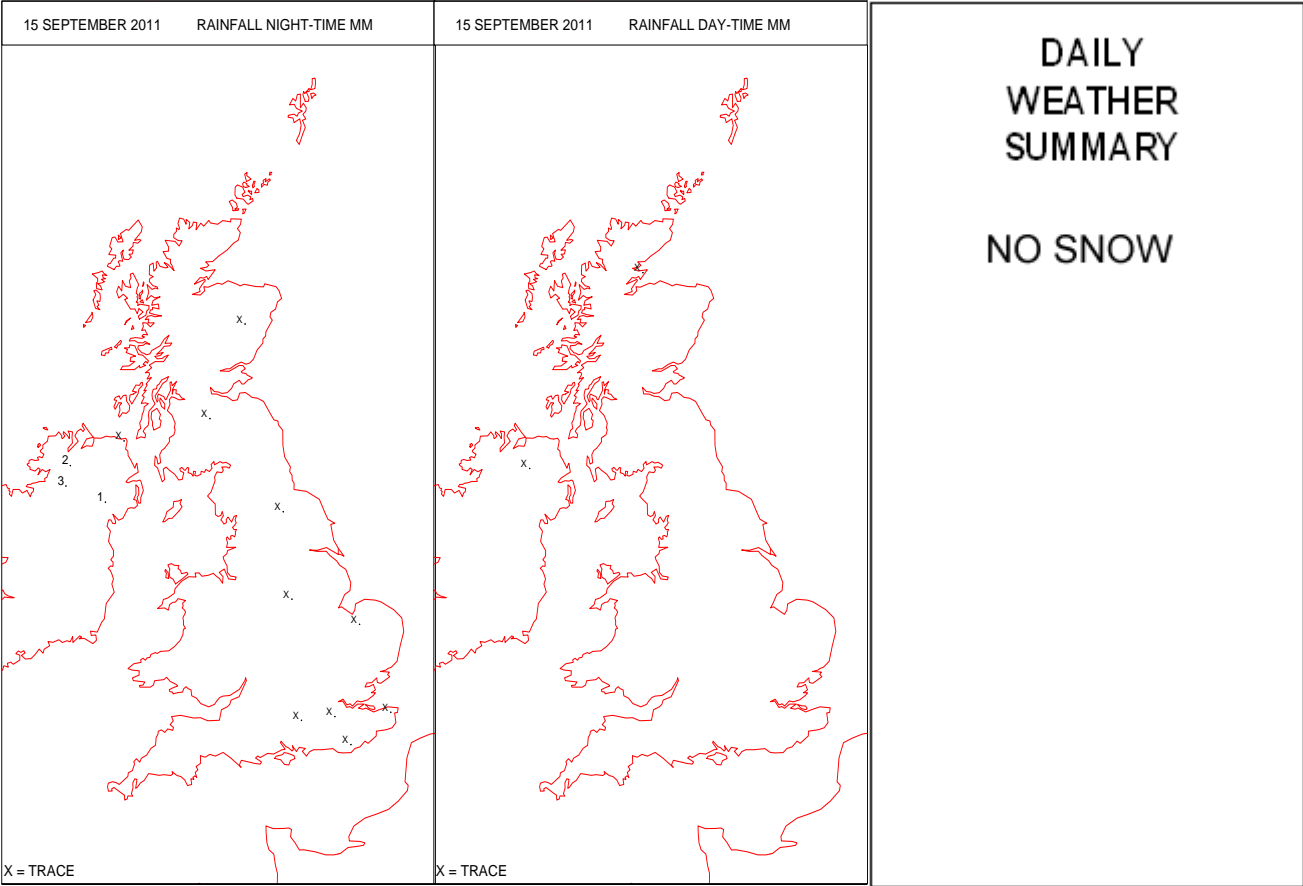 15 SEPTEMBER 2011 RAINFALL NIGHT-TIME MM
X.
X.
X.
2.
3.
1.
X.
X.
X.
X.
X.
X.
X.
X = TRACE
15 SEPTEMBER 2011 RAINFALL DAY-TIME MM
X.
X.
X = TRACE
DAILY
WEATHER
SUMMARY
NO SNOW